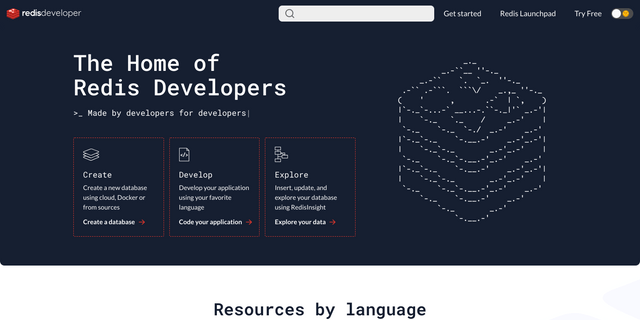 redisdeveloper
Get started
Redis Launchpad
Try Free
The Home of
Redis Developers
>_ Made by developers for developers|
Create
Create a new database
using cloud, Docker or
from sources
Create a database →
Develop
Develop your application
using your favorite
language
Code your application →
Explore
Insert, update, and
explore your database
using RedisInsight
Explore your data →
Resources by language